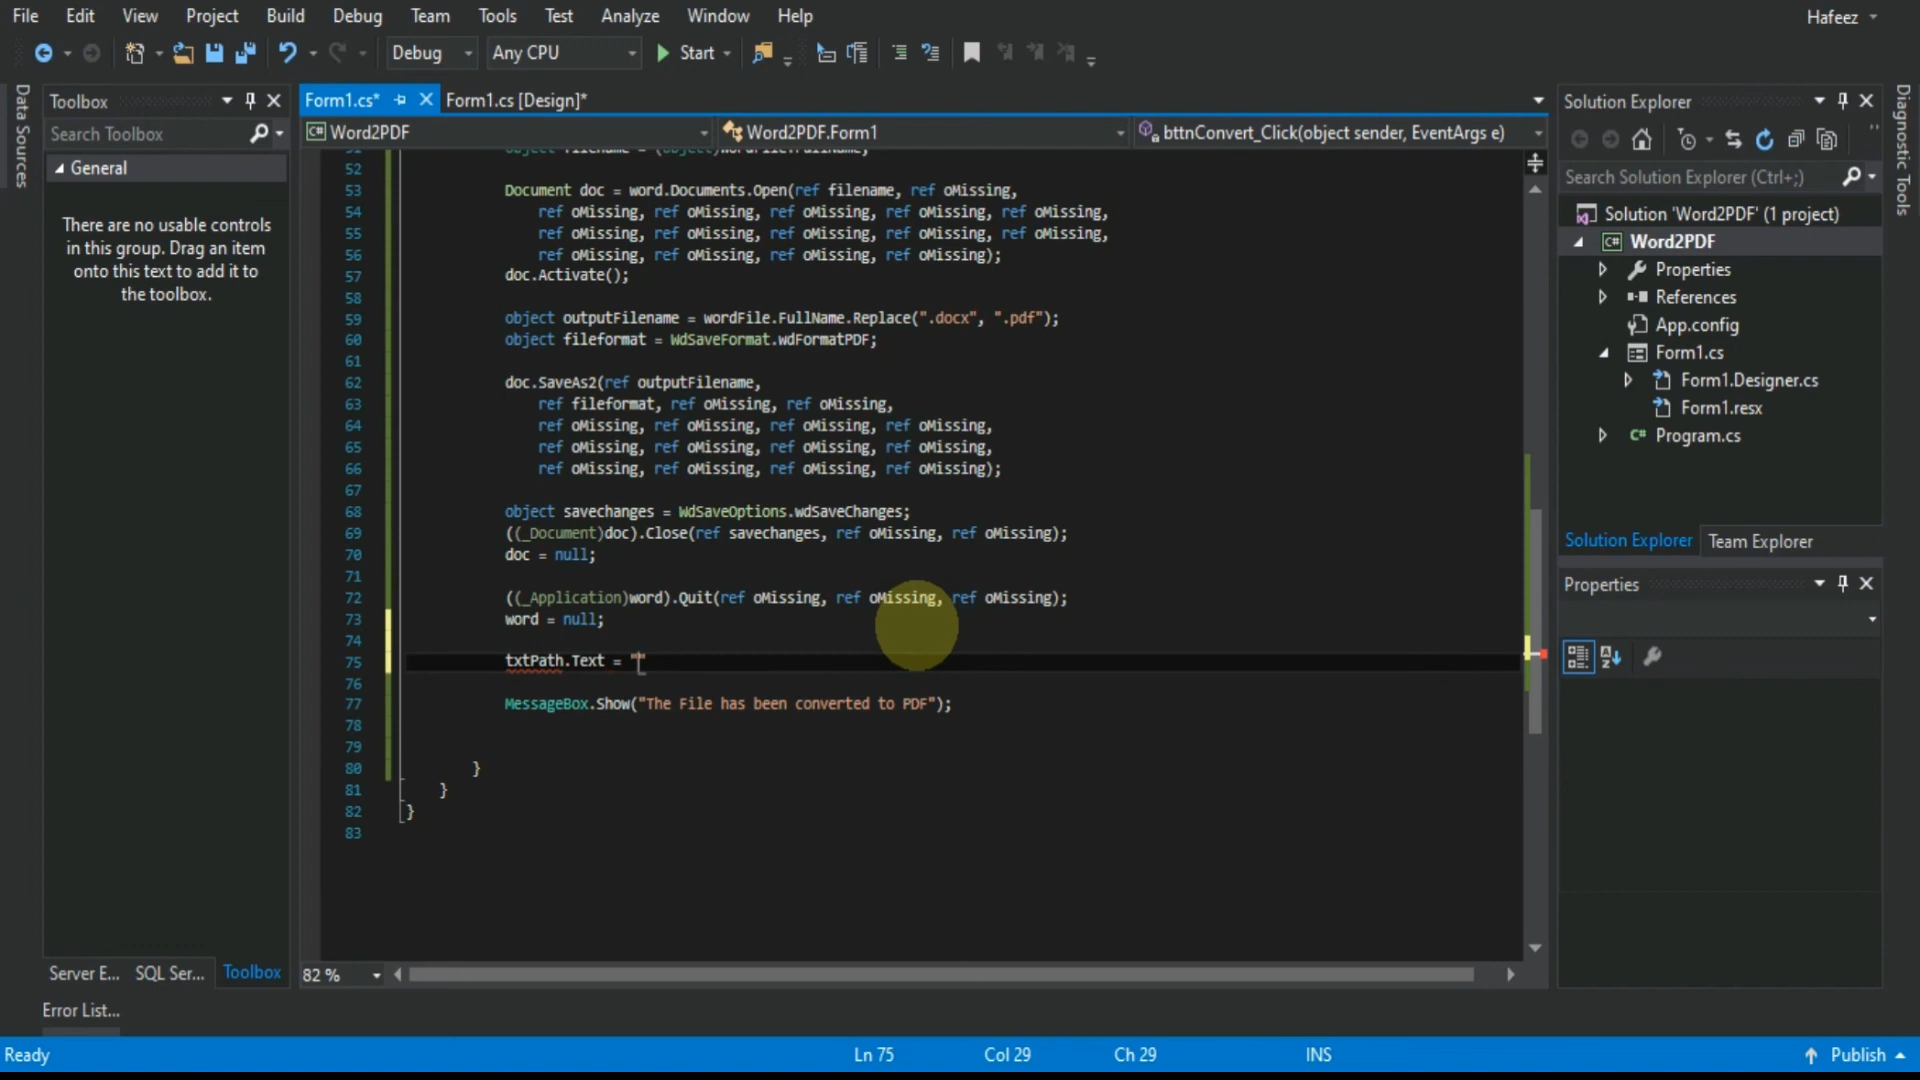 File Edit View Project Build Debug Team Tools Test Analyze Window Help Hafeez
Debug Any CPU Start
Data Sources
Toolbox
Search Toolbox
General
There are no usable controls
in this group. Drag an item
onto this text to add it to
the toolbox.
Server E... SQL Ser... Toolbox
Error List...
Form1.cs* Form1.cs [Design]*
Word2PDF Word2PDF.Form1 bttnConvert_Click(object sender, EventArgs e)
51 object filename = (object)wordFile.FullName;
52
53 Document doc = word.Documents.Open(ref filename, ref oMissing,
54 ref oMissing, ref oMissing, ref oMissing, ref oMissing, ref oMissing,
55 ref oMissing, ref oMissing, ref oMissing, ref oMissing, ref oMissing,
56 ref oMissing, ref oMissing, ref oMissing, ref oMissing);
57 doc.Activate();
58
59 object outputFilename = wordFile.FullName.Replace(".docx", ".pdf");
60 object fileformat = WdSaveFormat.wdFormatPDF;
61
62 doc.SaveAs2(ref outputFilename,
63 ref fileformat, ref oMissing, ref oMissing,
64 ref oMissing, ref oMissing, ref oMissing, ref oMissing,
65 ref oMissing, ref oMissing, ref oMissing, ref oMissing,
66 ref oMissing, ref oMissing, ref oMissing, ref oMissing);
67
68 object savechanges = WdSaveOptions.wdSaveChanges;
69 ((_Document)doc).Close(ref savechanges, ref oMissing, ref oMissing);
70 doc = null;
71
72 ((_Application)word).Quit(ref oMissing, ref oMissing, ref oMissing);
73 word = null;
74
75 txtPath.Text = ""
76
77 MessageBox.Show("The File has been converted to PDF");
78
79
80 }
81 }
82 }
83
82 %
Solution Explorer
Search Solution Explorer (Ctrl+;)
Solution 'Word2PDF' (1 project)
C# Word2PDF
Properties
References
App.config
Form1.cs
Form1.Designer.cs
Form1.resx
C# Program.cs
Solution Explorer Team Explorer
Properties
Diagnostic Tools
Ready Ln 75 Col 29 Ch 29 INS Publish